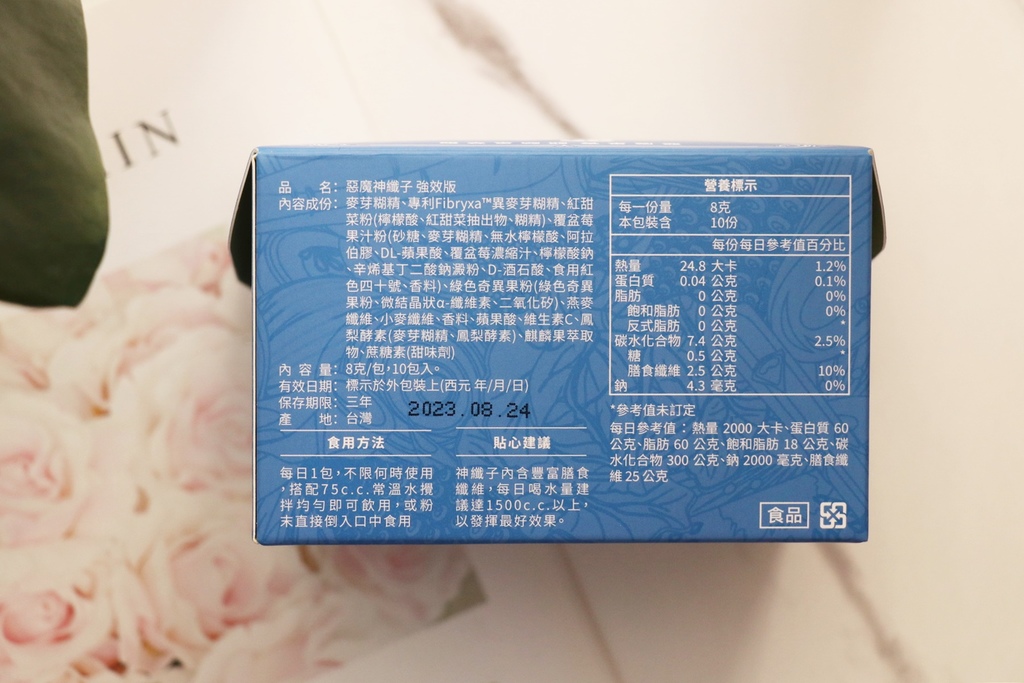 IN
品　　名：惡魔神纖子 強效版
內容成份：麥芽糊精、專利Fibryxa™異麥芽糊精、紅甜
菜粉(檸檬酸、紅甜菜抽出物、糊精)、覆盆莓
果汁粉(砂糖、麥芽糊精、無水檸檬酸、阿拉
伯膠、DL-蘋果酸、覆盆莓濃縮汁、檸檬酸鈉
、辛烯基丁二酸鈉澱粉、D-酒石酸、食用紅
色四十號、香料)、綠色奇異果粉(綠色奇異
果粉、微結晶狀α-纖維素、二氧化矽)、燕麥
纖維、小麥纖維、香料、蘋果酸、維生素C、鳳
梨酵素(麥芽糊精、鳳梨酵素)、麒麟果萃取
物、蔗糖素(甜味劑)
內 容 量：8克/包,10包入。
有效日期：標示於外包裝上(西元 年/月/日)
保存期限：三年
2023.08.24
產　　地：台灣
食用方法
每日1包,不限何時使用
,搭配75c.c.常溫水攪
拌均勻即可飲用,或粉
末直接倒入口中食用
貼心建議
神纖子內含豐富膳食
纖維,每日喝水量建
議達1500c.c.以上,
以發揮最好效果。
營養標示
每一份量　8克
本包裝含　10份
每份每日參考值百分比
熱量 24.8 大卡 1.2%
蛋白質 0.04 公克 0.1%
脂肪 0 公克 0%
飽和脂肪 0 公克 0%
反式脂肪 0 公克 *
碳水化合物 7.4 公克 2.5%
糖 0.5 公克 *
膳食纖維 2.5 公克 10%
鈉 4.3 毫克 0%
*參考值未訂定
每日參考值：熱量 2000 大卡、蛋白質 60
公克、脂肪 60 公克、飽和脂肪 18 公克、碳
水化合物 300 公克、鈉 2000 毫克、膳食纖
維 25 公克
食品